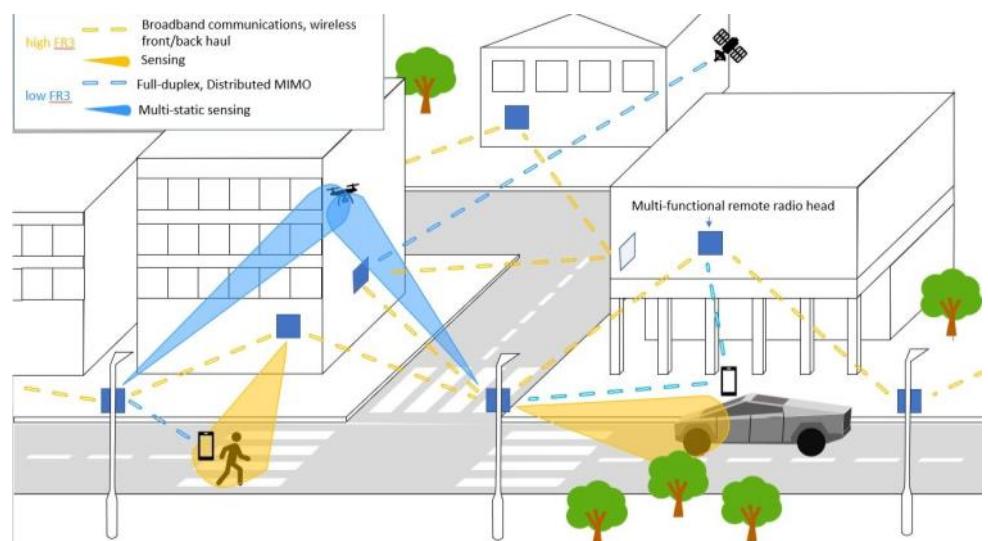 high FR3
Broadband communications, wireless
front/back haul
Sensing
low FR3
Full-duplex, Distributed MIMO
Multi-static sensing
Multi-functional remote radio head